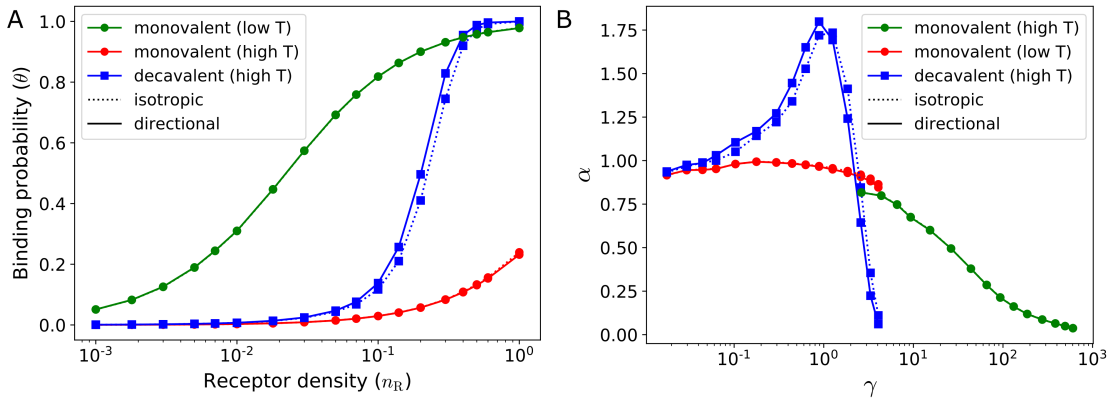 A
Binding probability (θ)
1.0
0.8
0.6
0.4
0.2
0.0
monovalent (low T)
monovalent (high T)
decavalent (high T)
isotropic
directional
10⁻³
10⁻²
10⁻¹
10⁰
Receptor density (n_R)
B
α
1.75
1.50
1.25
1.00
0.75
0.50
0.25
0.00
monovalent (high T)
monovalent (low T)
decavalent (high T)
isotropic
directional
10⁻¹
10⁰
10¹
10²
10³
γ